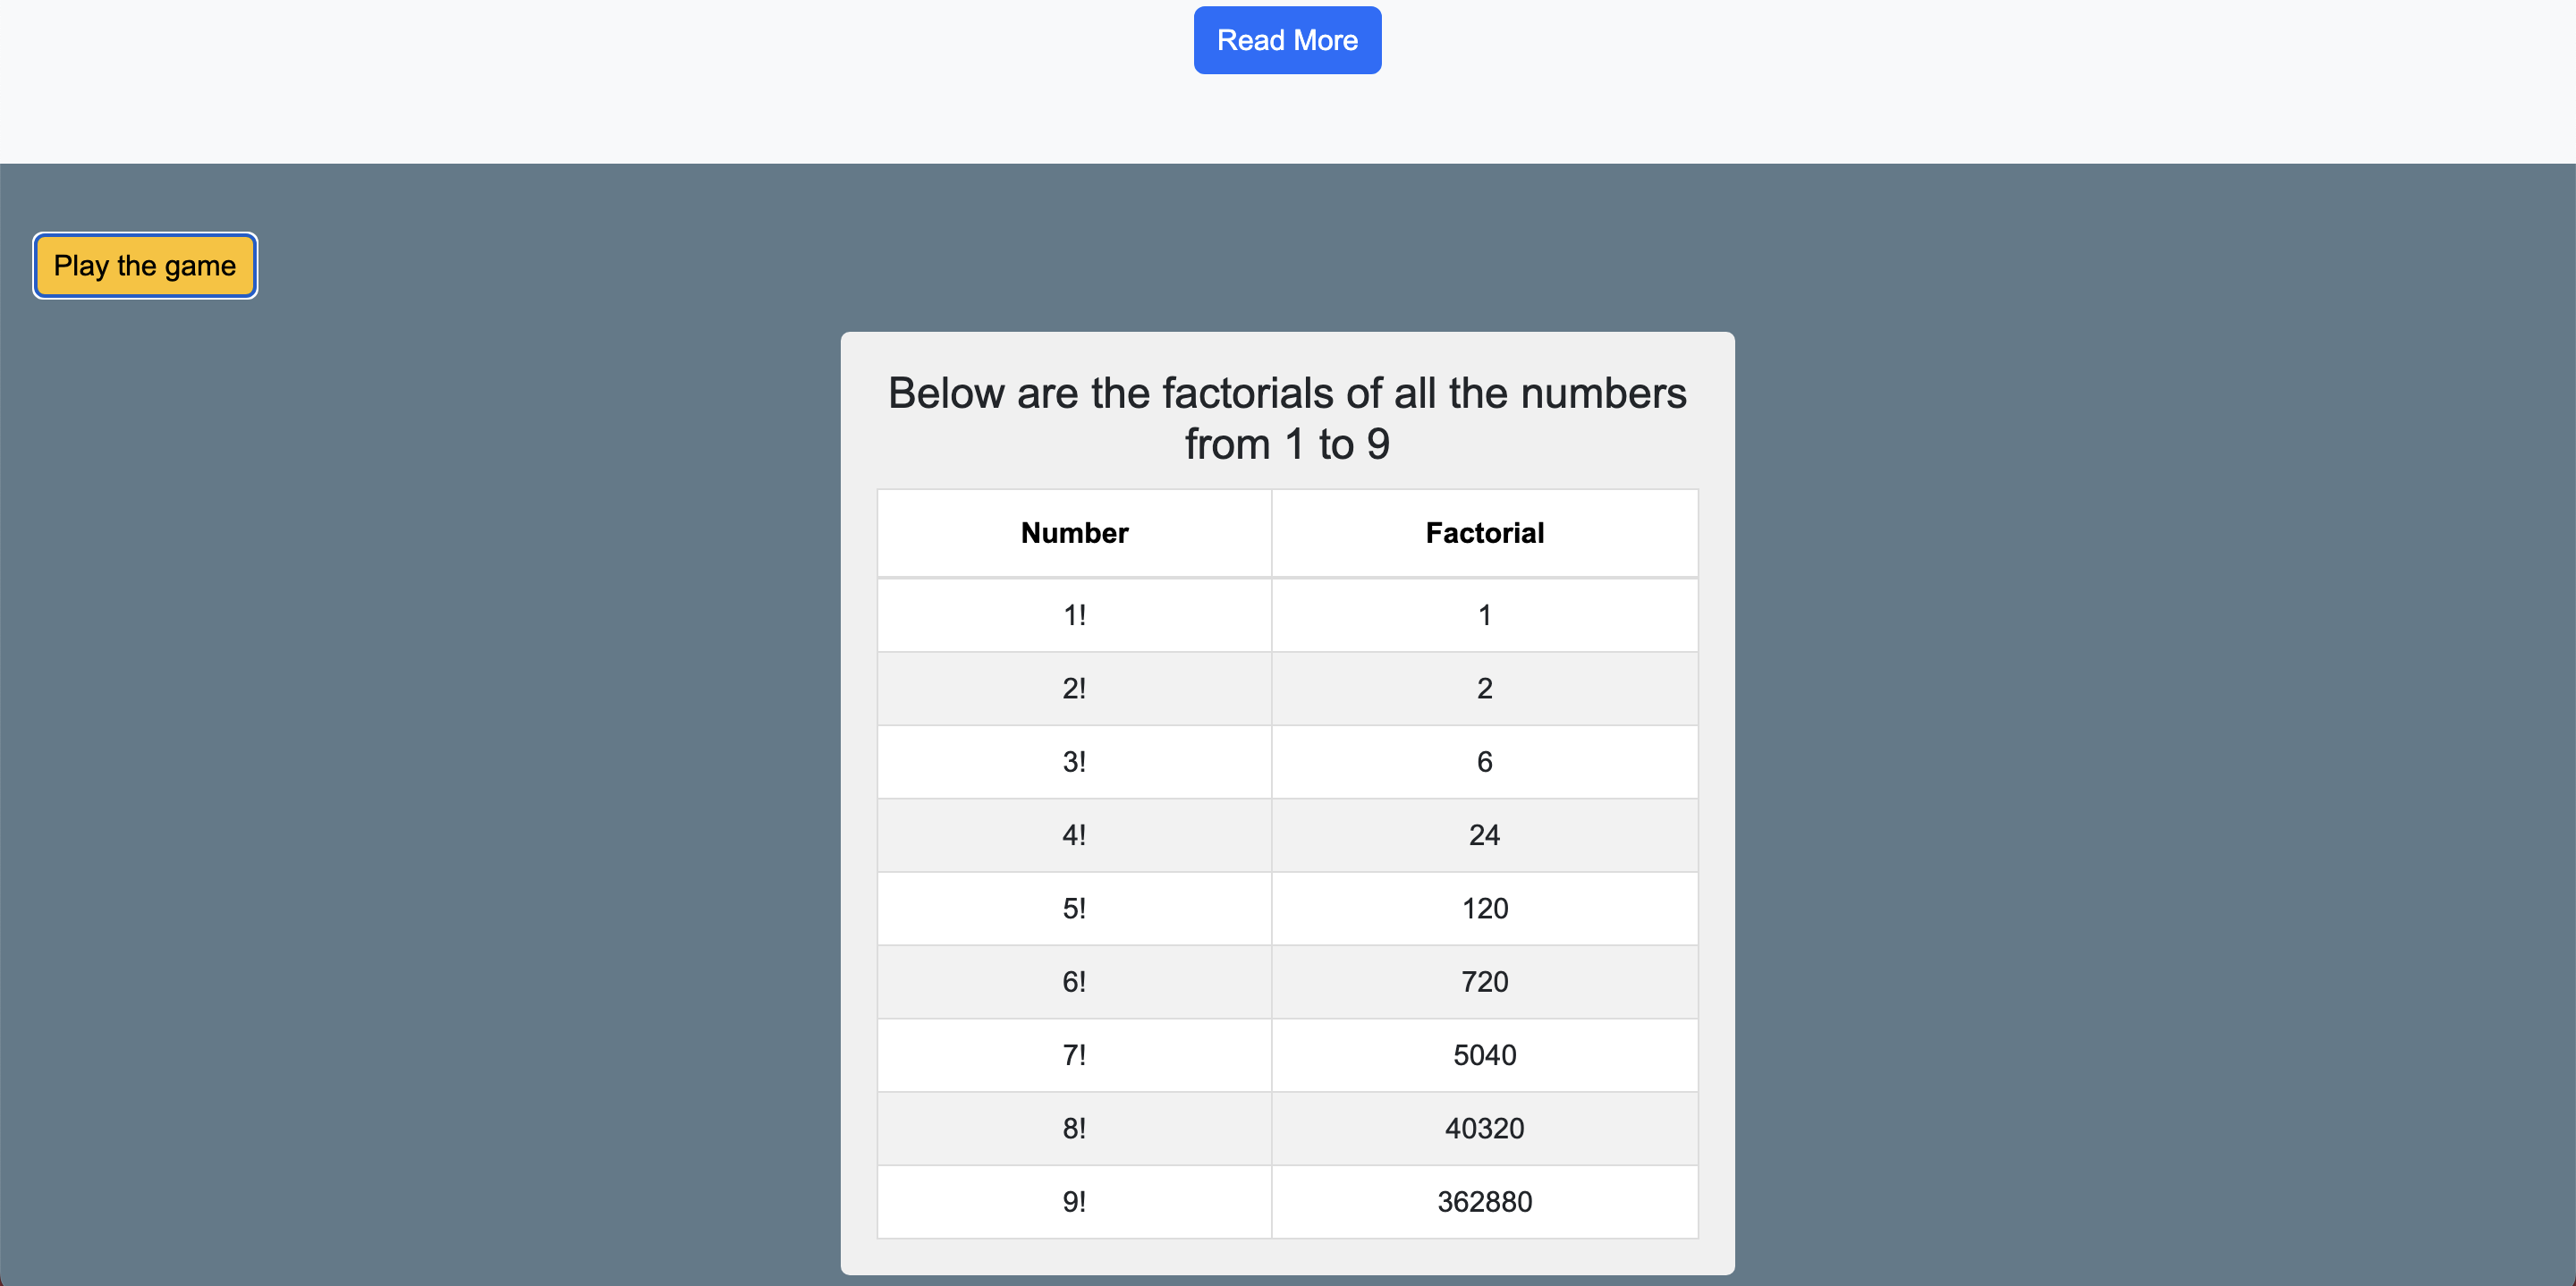 Read More
Play the game
Below are the factorials of all the numbers
from 1 to 9
Number Factorial
1! 1
2! 2
3! 6
4! 24
5! 120
6! 720
7! 5040
8! 40320
9! 362880